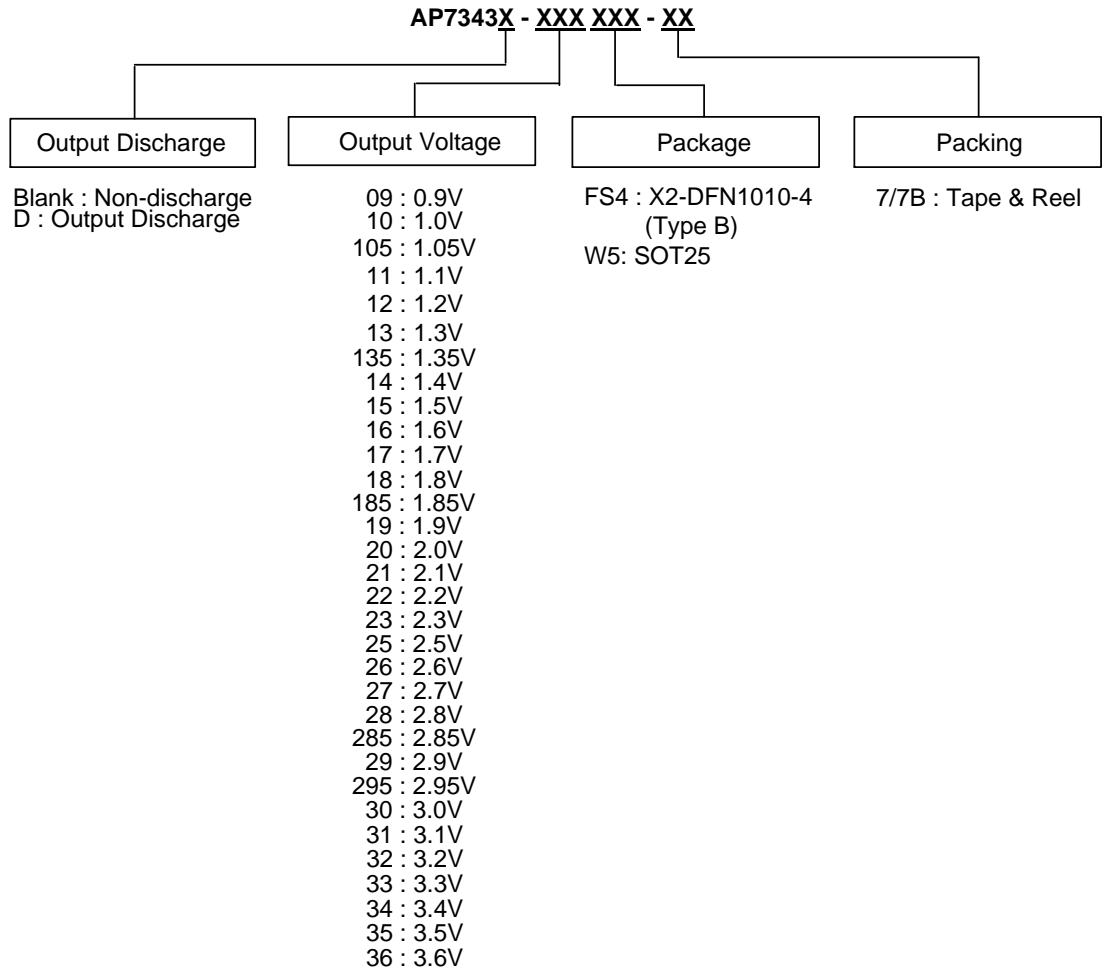 AP7343X - XXX XXX - XX
Output Discharge
Blank : Non-discharge
D : Output Discharge
Output Voltage
09 : 0.9V
10 : 1.0V
105 : 1.05V
11 : 1.1V
12 : 1.2V
13 : 1.3V
135 : 1.35V
14 : 1.4V
15 : 1.5V
16 : 1.6V
17 : 1.7V
18 : 1.8V
185 : 1.85V
19 : 1.9V
20 : 2.0V
21 : 2.1V
22 : 2.2V
23 : 2.3V
25 : 2.5V
26 : 2.6V
27 : 2.7V
28 : 2.8V
285 : 2.85V
29 : 2.9V
295 : 2.95V
30 : 3.0V
31 : 3.1V
32 : 3.2V
33 : 3.3V
34 : 3.4V
35 : 3.5V
36 : 3.6V
Package
FS4 : X2-DFN1010-4
(Type B)
W5: SOT25
Packing
7/7B : Tape & Reel